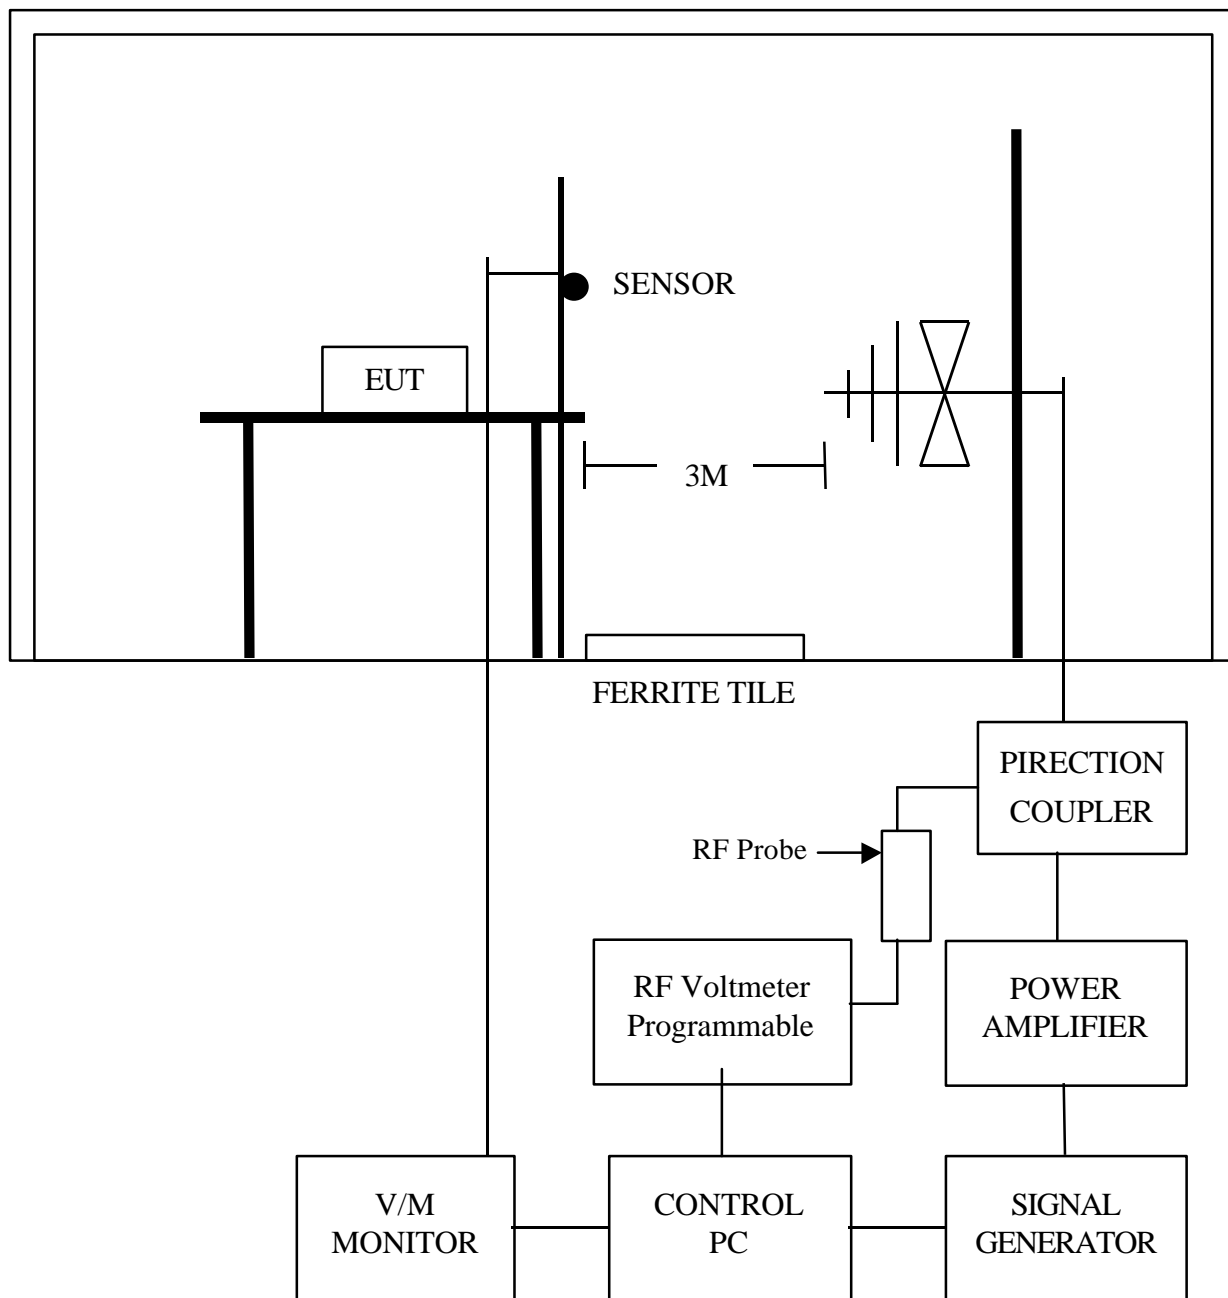 SENSOR
EUT
3M
FERRITE TILE
PIRECTION
COUPLER
RF Probe
RF Voltmeter
Programmable
POWER
AMPLIFIER
V/M
MONITOR
CONTROL
PC
SIGNAL
GENERATOR